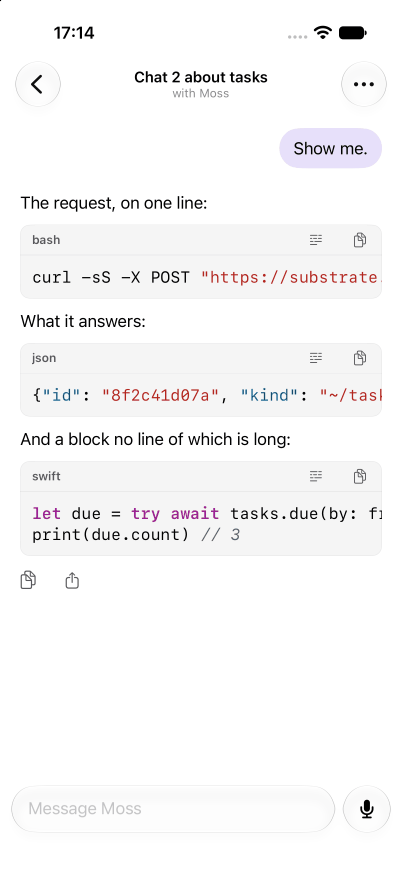 17:14
Chat 2 about tasks
with Moss
Show me.
The request, on one line:
bash
curl -sS -X POST "https://substrate.
What it answers:
json
{"id": "8f2c41d07a", "kind": "~/task
And a block no line of which is long:
swift
let due = try await tasks.due(by: fr
print(due.count) // 3
Message Moss